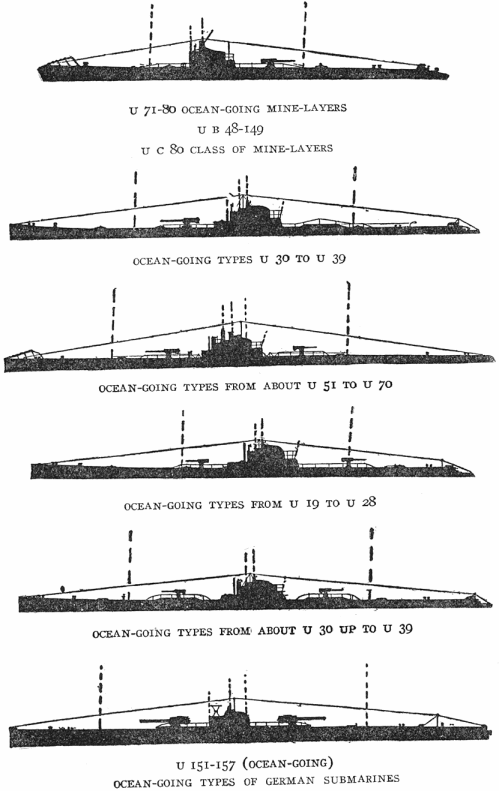 U 71-80 OCEAN-GOING MINE-LAYERS
U B 48-149
U C 80 CLASS OF MINE-LAYERS
OCEAN-GOING TYPES U 30 TO U 39
OCEAN-GOING TYPES FROM ABOUT U 51 TO U 70
OCEAN-GOING TYPES FROM U 19 TO U 28
OCEAN-GOING TYPES FROM ABOUT U 30 UP TO U 39
U 151-157 (OCEAN-GOING)
OCEAN-GOING TYPES OF GERMAN SUBMARINES